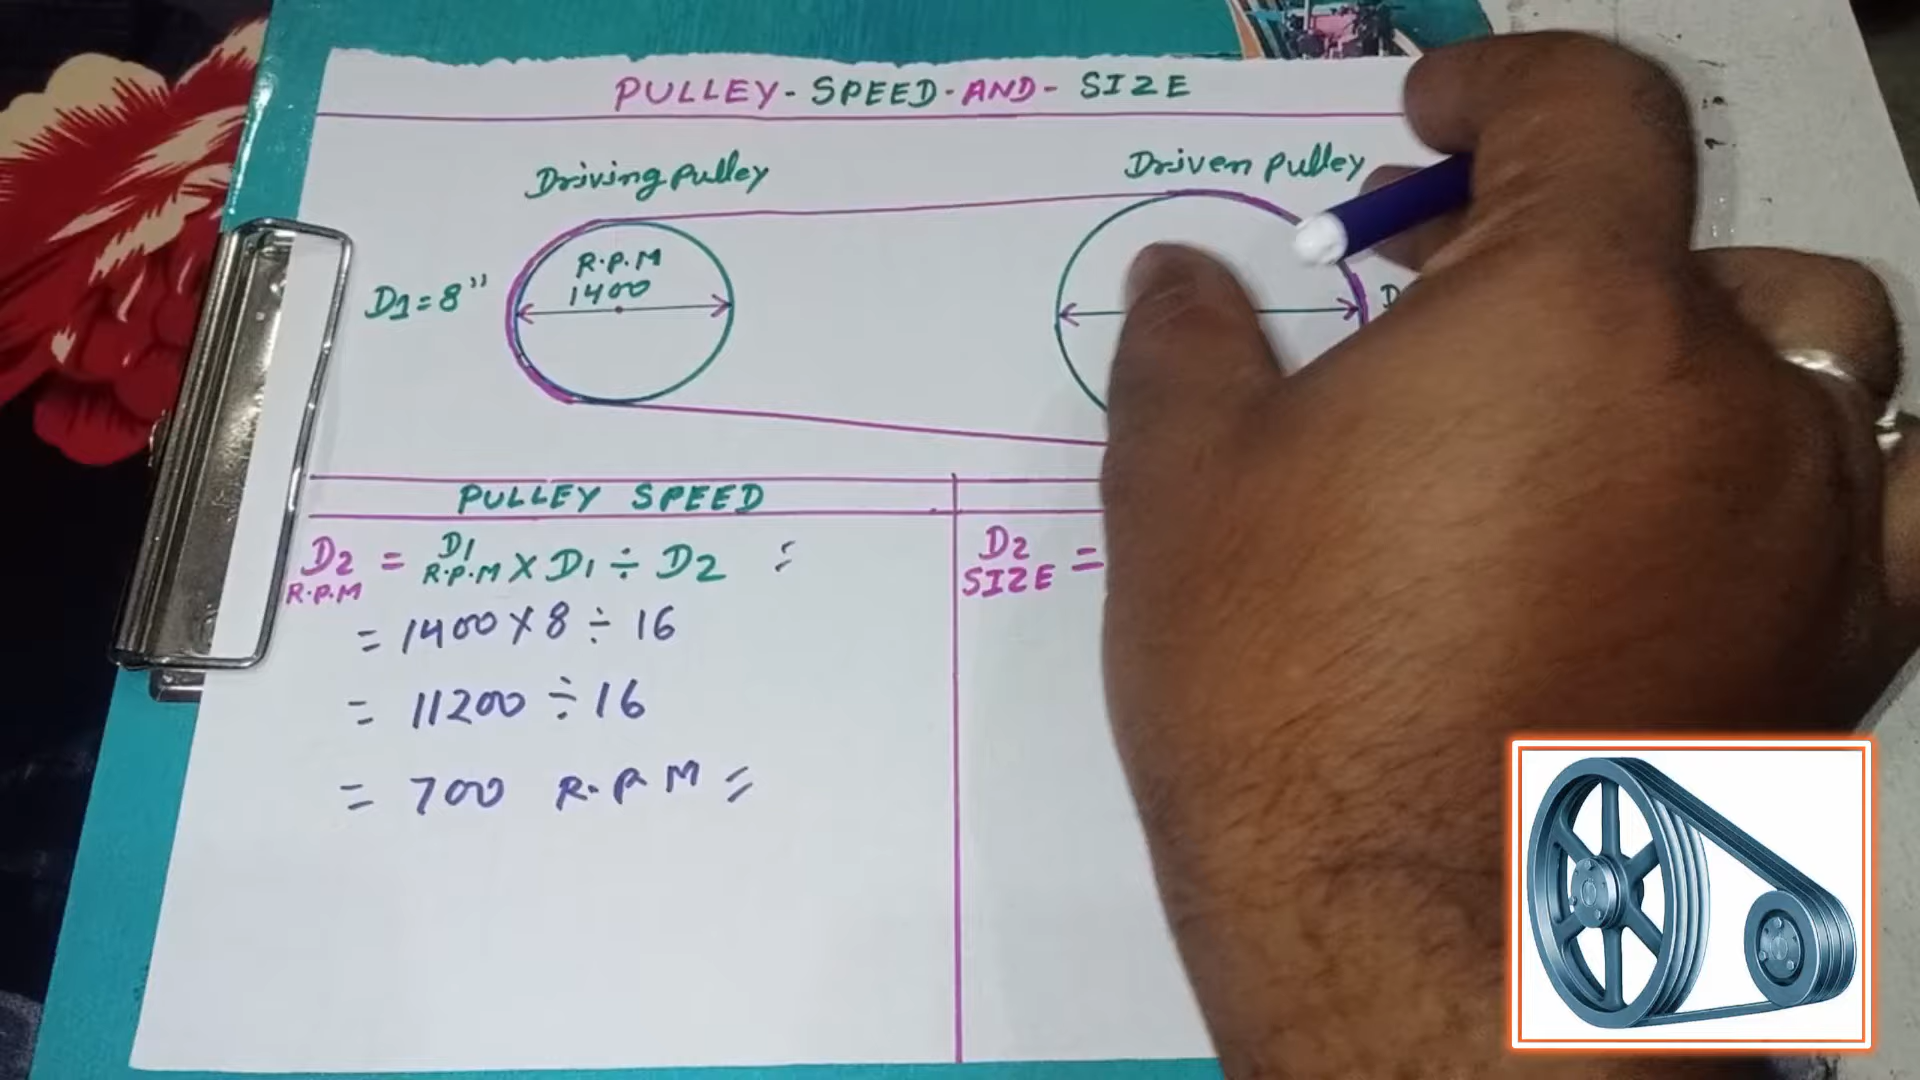 PULLEY-SPEED-AND-SIZE
Driving pulley
Driven pulley
R.P.M
1400
D1=8"
D
PULLEY SPEED
D2 R.P.M = D1 R.P.M X D1 ÷ D2 =
= 1400 X 8 ÷ 16
= 11200 ÷ 16
= 700 R.P.M =
D2 SIZE =